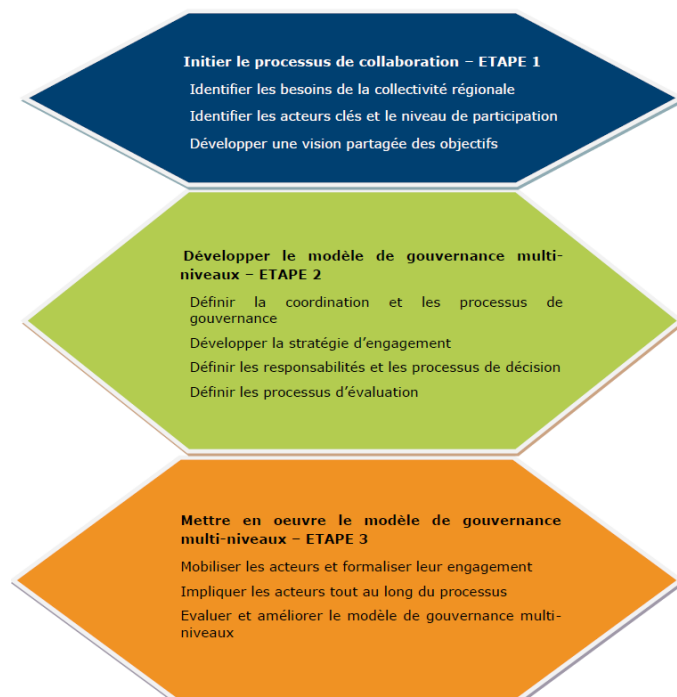 Initier le processus de collaboration – ETAPE 1
Identifier les besoins de la collectivité régionale
Identifier les acteurs clés et le niveau de participation
Développer une vision partagée des objectifs
Développer le modèle de gouvernance multi-
niveaux – ETAPE 2
Définir la coordination et les processus de
gouvernance
Développer la stratégie d’engagement
Définir les responsabilités et les processus de décision
Définir les processus d’évaluation
Mettre en oeuvre le modèle de gouvernance
multi-niveaux – ETAPE 3
Mobiliser les acteurs et formaliser leur engagement
Impliquer les acteurs tout au long du processus
Evaluer et améliorer le modèle de gouvernance multi-
niveaux